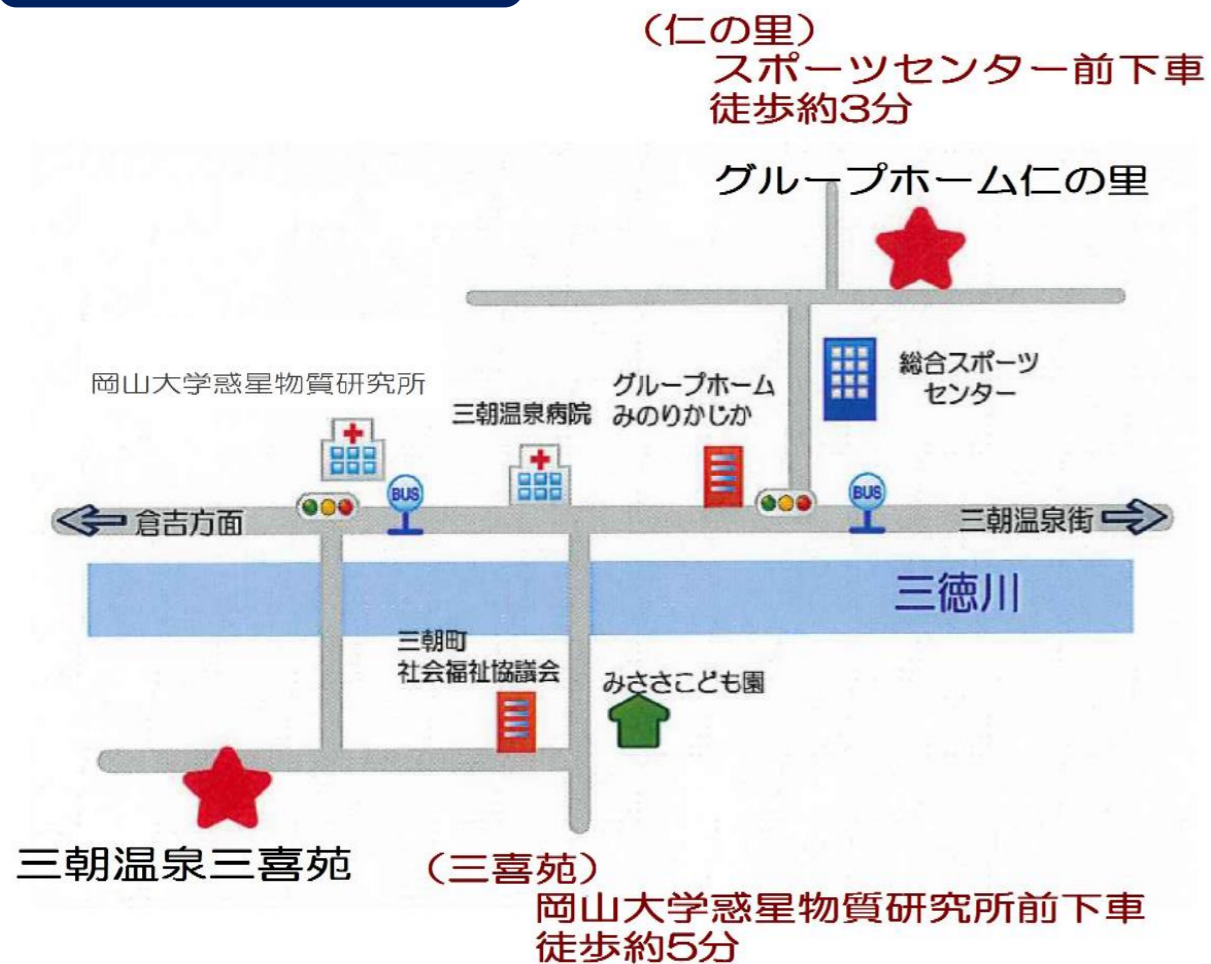 （仁の里）
スポーツセンター前下車
徒歩約3分
グループホーム仁の里
総合スポーツ
センター
岡山大学惑星物質研究所
三朝温泉病院
グループホーム
みのりかじか
BUS
BUS
倉吉方面
三朝温泉街
三徳川
三朝町
社会福祉協議会
みささこども園
三朝温泉三喜苑
（三喜苑）
岡山大学惑星物質研究所前下車
徒歩約5分